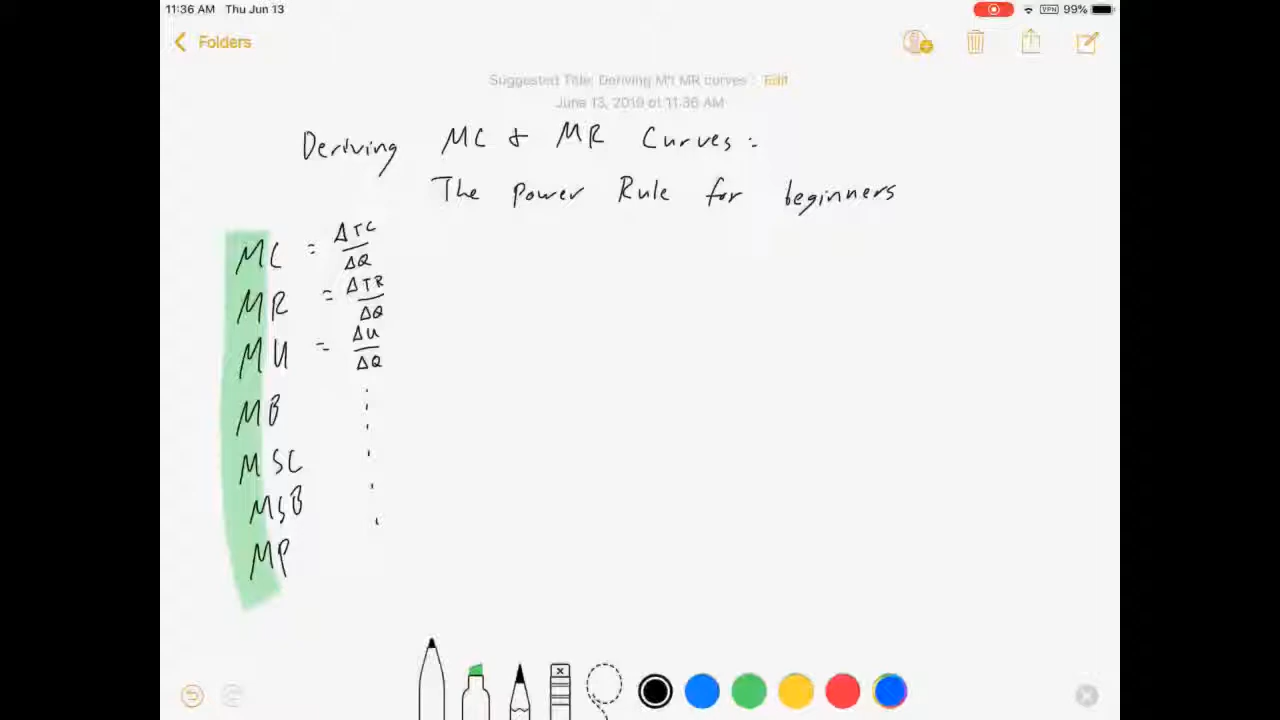 11:36 AM Thu Jun 13
VPN 99%
Folders
Suggested Title: Deriving M't MR curves : Edit
June 13, 2019 at 11:36 AM
Deriving MC & MR Curves:
The power Rule for beginners
MC = ΔTC/ΔQ
MR = ΔTR/ΔQ
MU = ΔU/ΔQ
MB
MSC
MSB
MP